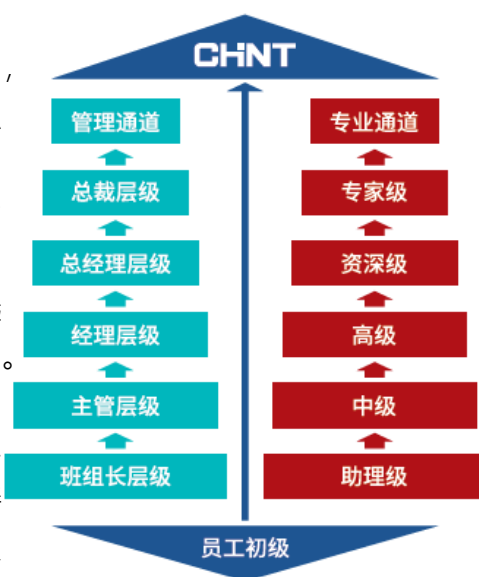 CHNT
管理通道
总裁层级
总经理层级
经理层级
主管层级
班组长层级
专业通道
专家级
资深级
高级
中级
助理级
员工初级
，
。